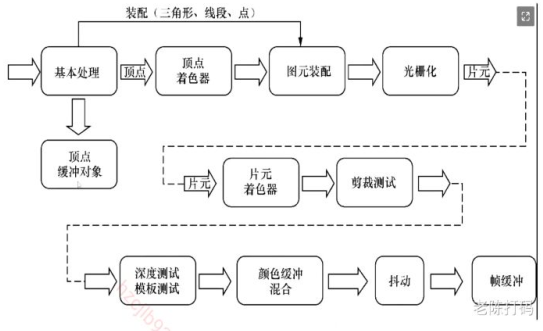 装配（三角形、线段、点）
基本处理
顶点
顶点
着色器
图元装配
光栅化
片元
顶点
缓冲对象
片元
片元
着色器
剪裁测试
深度测试
模板测试
颜色缓冲
混合
抖动
帧缓冲
老陈打码